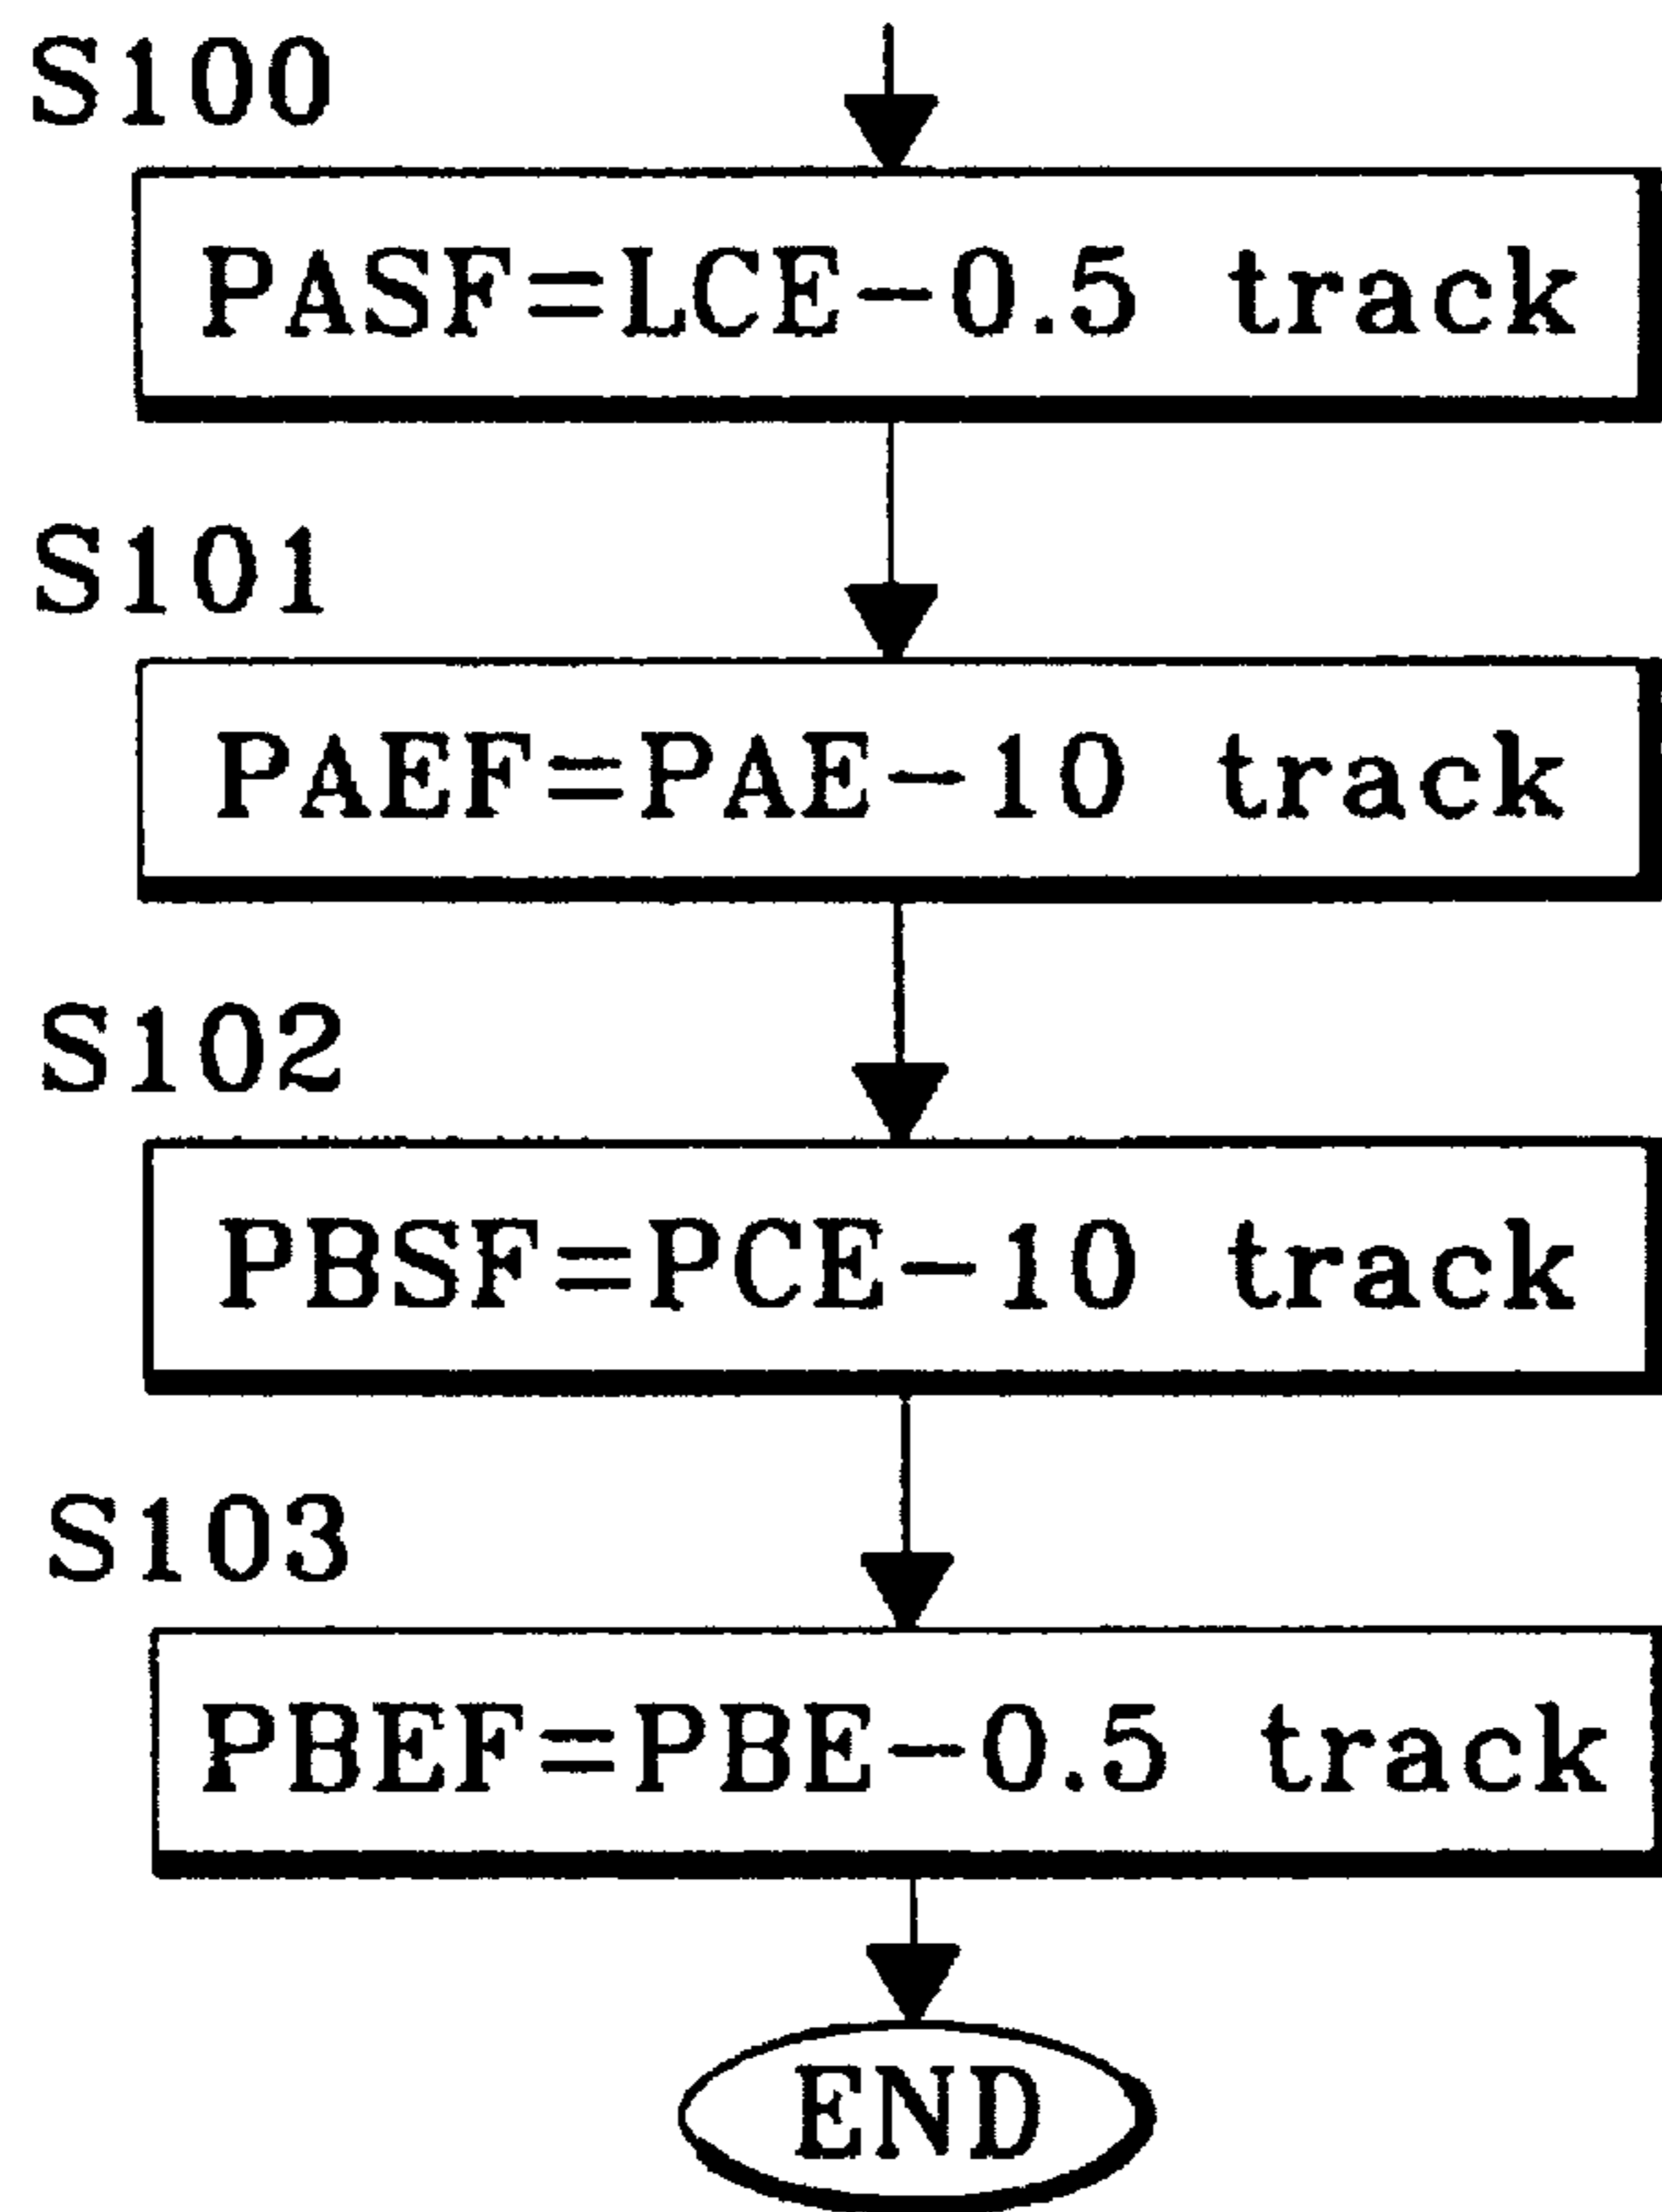 S100
PASF=LCE-0.5 track
S101
PAEF=PAE-10 track
S102
PBSF=PCE-10 track
S103
PBEF=PBE-0.5 track
END